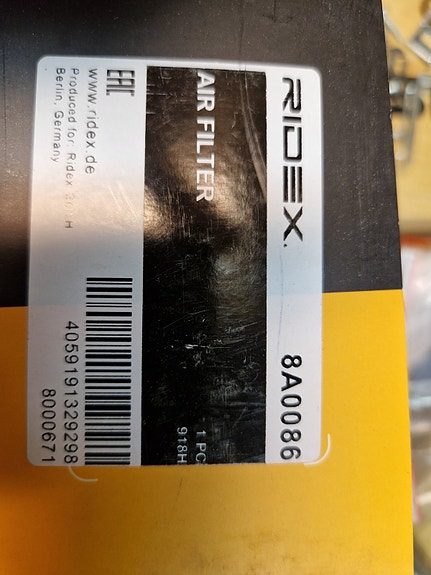 RIDEX
8A0086
AIR FILTER
1 PC
918H
EAC
www.ridex.de
Produced for: Ridex H
Berlin, Germany
4059191329298
8000671